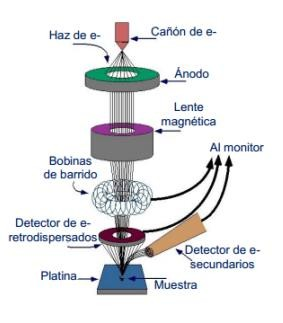 Haz de e-
Cañón de e-
Ánodo
Lente
magnética
Bobinas
de barrido
Al monitor
Detector de e-
retrodispersados
Detector de e-
secundarios
Platina
Muestra